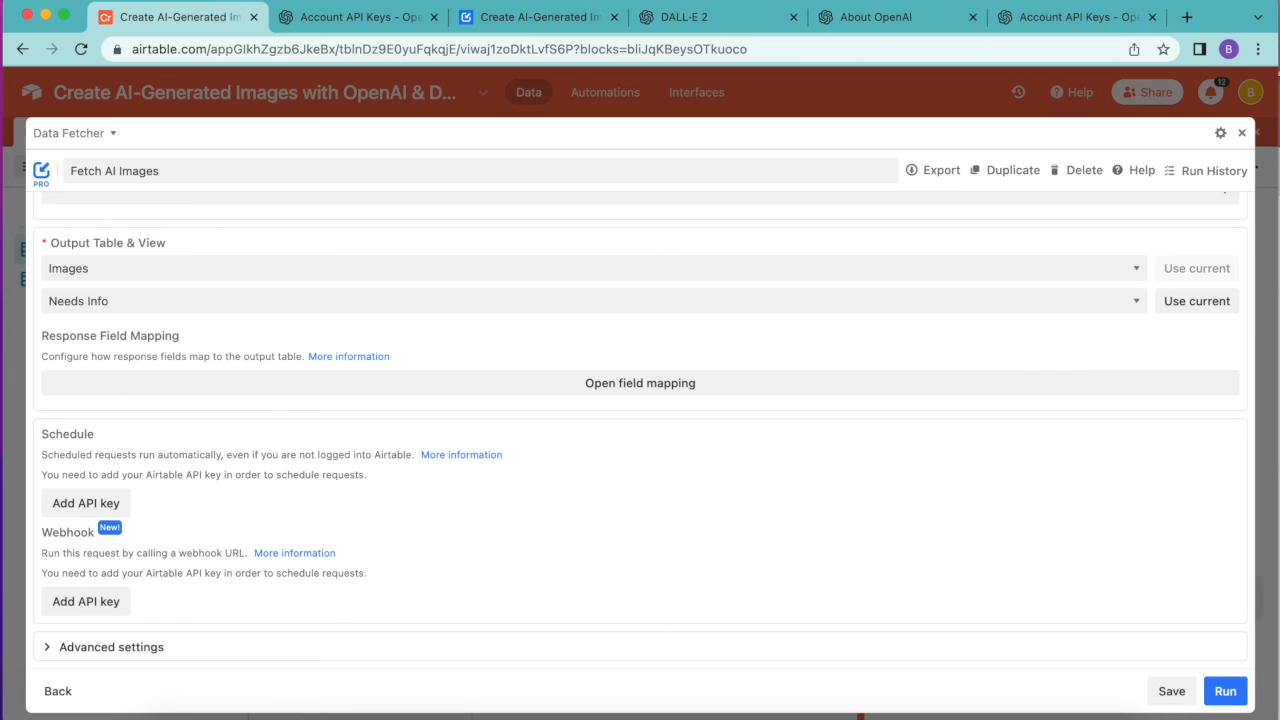 Create AI-Generated Im
Account API Keys - Ope
Create AI-Generated Im
DALL·E 2
About OpenAI
Account API Keys - Ope
airtable.com/appGIkhZgzb6JkeBx/tblnDz9E0yuFqkqjE/viwaj1zoDktLvfS6P?blocks=bliJqKBeysOTkuoco
B
Create AI-Generated Images with OpenAI & D...
Data
Automations
Interfaces
Help
Share
12
B
Data Fetcher
PRO
Fetch AI Images
Export
Duplicate
Delete
Help
Run History
* Output Table & View
Images
Use current
Needs Info
Use current
Response Field Mapping
Configure how response fields map to the output table. More information
Open field mapping
Schedule
Scheduled requests run automatically, even if you are not logged into Airtable. More information
You need to add your Airtable API key in order to schedule requests.
Add API key
Webhook New!
Run this request by calling a webhook URL. More information
You need to add your Airtable API key in order to schedule requests.
Add API key
Advanced settings
Back
Save
Run